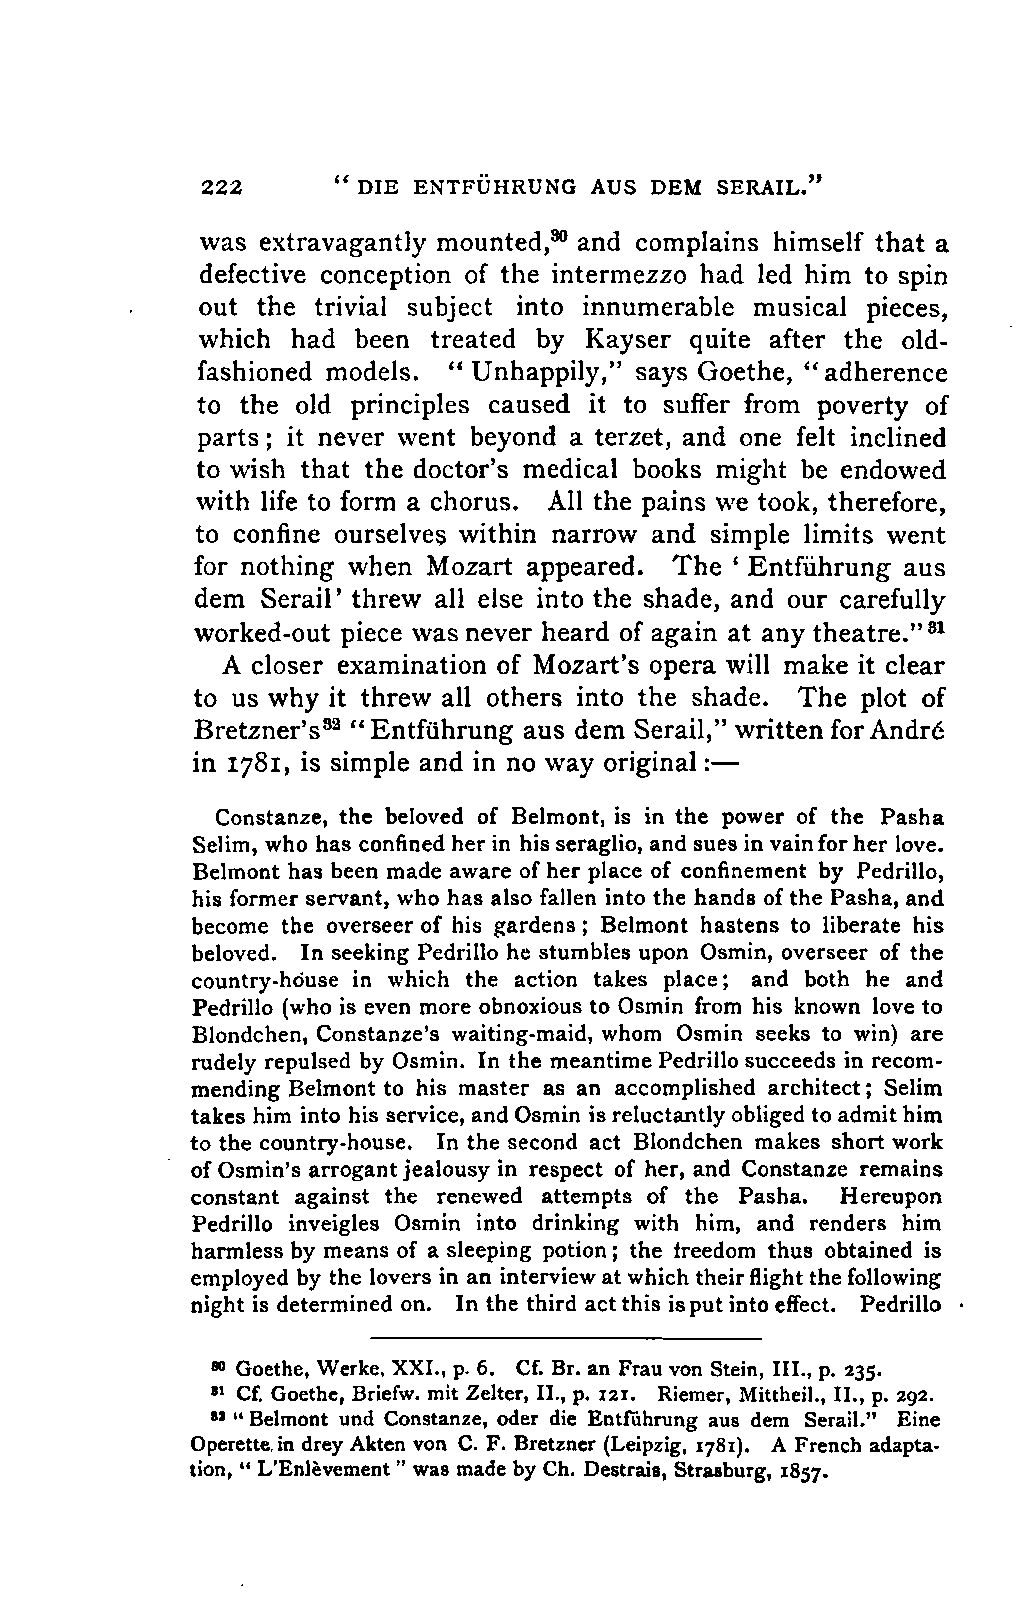 222 “ DIE ENTFÜHRUNG AUS DEM SERAIL.”
was extravagantly mounted,³⁰ and complains himself that a
defective conception of the intermezzo had led him to spin
out the trivial subject into innumerable musical pieces,
which had been treated by Kayser quite after the old-
fashioned models. “ Unhappily,” says Goethe, “ adherence
to the old principles caused it to suffer from poverty of
parts ; it never went beyond a terzet, and one felt inclined
to wish that the doctor’s medical books might be endowed
with life to form a chorus. All the pains we took, therefore,
to confine ourselves within narrow and simple limits went
for nothing when Mozart appeared. The ‘ Entführung aus
dem Serail’ threw all else into the shade, and our carefully
worked-out piece was never heard of again at any theatre.” ³¹
A closer examination of Mozart’s opera will make it clear
to us why it threw all others into the shade. The plot of
Bretzner’s³² “ Entführung aus dem Serail,” written for André
in 1781, is simple and in no way original :—
Constanze, the beloved of Belmont, is in the power of the Pasha
Selim, who has confined her in his seraglio, and sues in vain for her love.
Belmont has been made aware of her place of confinement by Pedrillo,
his former servant, who has also fallen into the hands of the Pasha, and
become the overseer of his gardens ; Belmont hastens to liberate his
beloved. In seeking Pedrillo he stumbles upon Osmin, overseer of the
country-house in which the action takes place ; and both he and
Pedrillo (who is even more obnoxious to Osmin from his known love to
Blondchen, Constanze’s waiting-maid, whom Osmin seeks to win) are
rudely repulsed by Osmin. In the meantime Pedrillo succeeds in recom-
mending Belmont to his master as an accomplished architect ; Selim
takes him into his service, and Osmin is reluctantly obliged to admit him
to the country-house. In the second act Blondchen makes short work
of Osmin’s arrogant jealousy in respect of her, and Constanze remains
constant against the renewed attempts of the Pasha. Hereupon
Pedrillo inveigles Osmin into drinking with him, and renders him
harmless by means of a sleeping potion ; the freedom thus obtained is
employed by the lovers in an interview at which their flight the following
night is determined on. In the third act this is put into effect. Pedrillo
³⁰ Goethe, Werke, XXI., p. 6. Cf. Br. an Frau von Stein, III., p. 235.
³¹ Cf. Goethe, Briefw. mit Zelter, II., p. 121. Riemer, Mittheil., II., p. 292.
³² “ Belmont und Constanze, oder die Entführung aus dem Serail.” Eine
Operette in drey Akten von C. F. Bretzner (Leipzig, 1781). A French adapta-
tion, “ L’Enlèvement ” was made by Ch. Destrais, Strasburg, 1857.